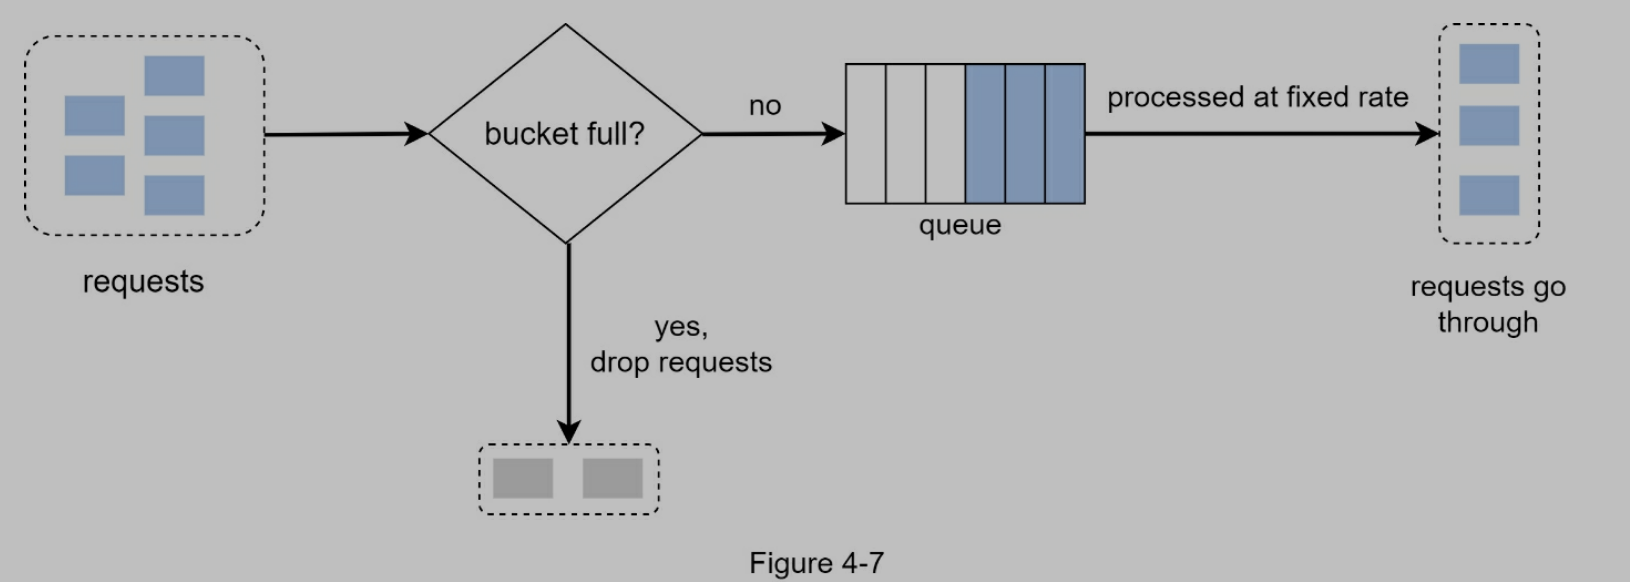 requests
bucket full?
no
yes,
drop requests
queue
processed at fixed rate
requests go
through
Figure 4-7